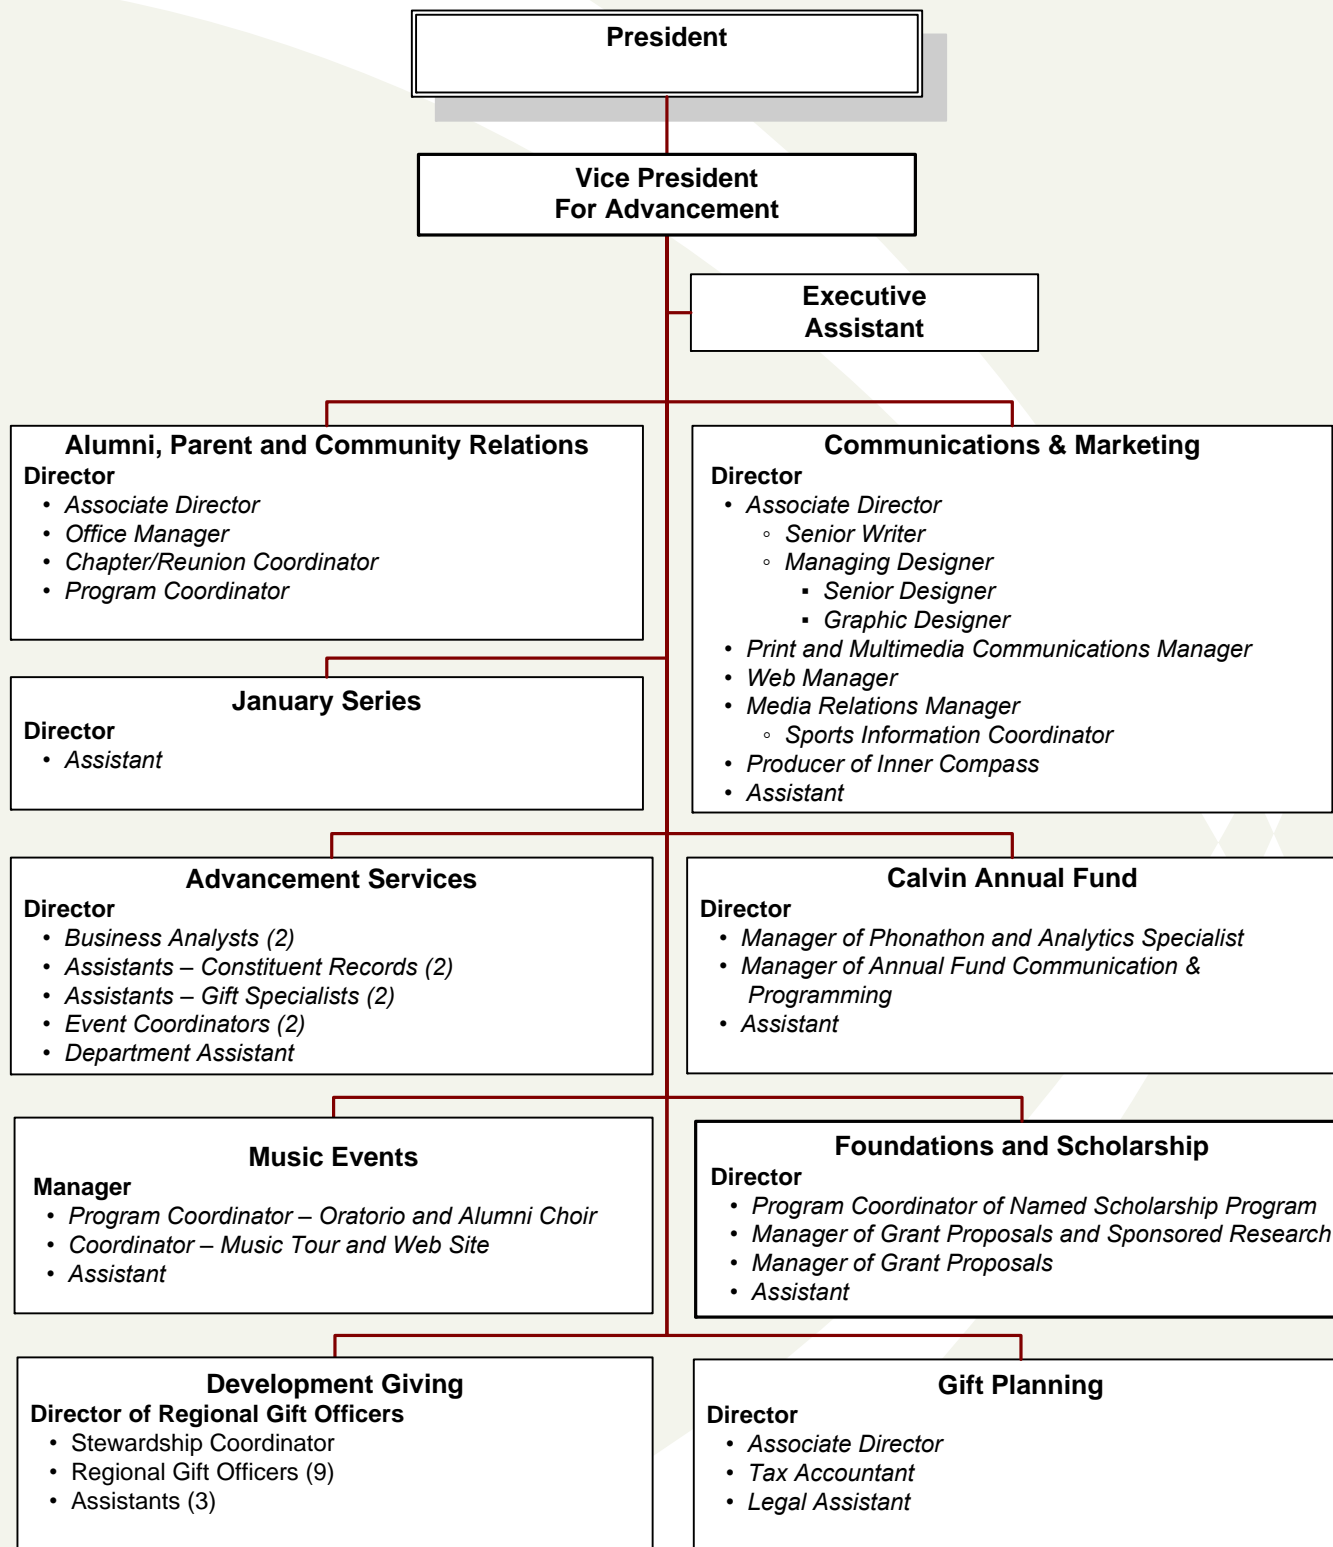 President
Vice President
For Advancement
Executive
Assistant
Alumni, Parent and Community Relations
Director
• Associate Director
• Office Manager
• Chapter/Reunion Coordinator
• Program Coordinator
Communications & Marketing
Director
• Associate Director
◦ Senior Writer
◦ Managing Designer
▪ Senior Designer
▪ Graphic Designer
• Print and Multimedia Communications Manager
• Web Manager
• Media Relations Manager
◦ Sports Information Coordinator
• Producer of Inner Compass
• Assistant
January Series
Director
• Assistant
Advancement Services
Director
• Business Analysts (2)
• Assistants – Constituent Records (2)
• Assistants – Gift Specialists (2)
• Event Coordinators (2)
• Department Assistant
Calvin Annual Fund
Director
• Manager of Phonathon and Analytics Specialist
• Manager of Annual Fund Communication &
Programming
• Assistant
Music Events
Manager
• Program Coordinator – Oratorio and Alumni Choir
• Coordinator – Music Tour and Web Site
• Assistant
Foundations and Scholarship
Director
• Program Coordinator of Named Scholarship Program
• Manager of Grant Proposals and Sponsored Research
• Manager of Grant Proposals
• Assistant
Development Giving
Director of Regional Gift Officers
• Stewardship Coordinator
• Regional Gift Officers (9)
• Assistants (3)
Gift Planning
Director
• Associate Director
• Tax Accountant
• Legal Assistant